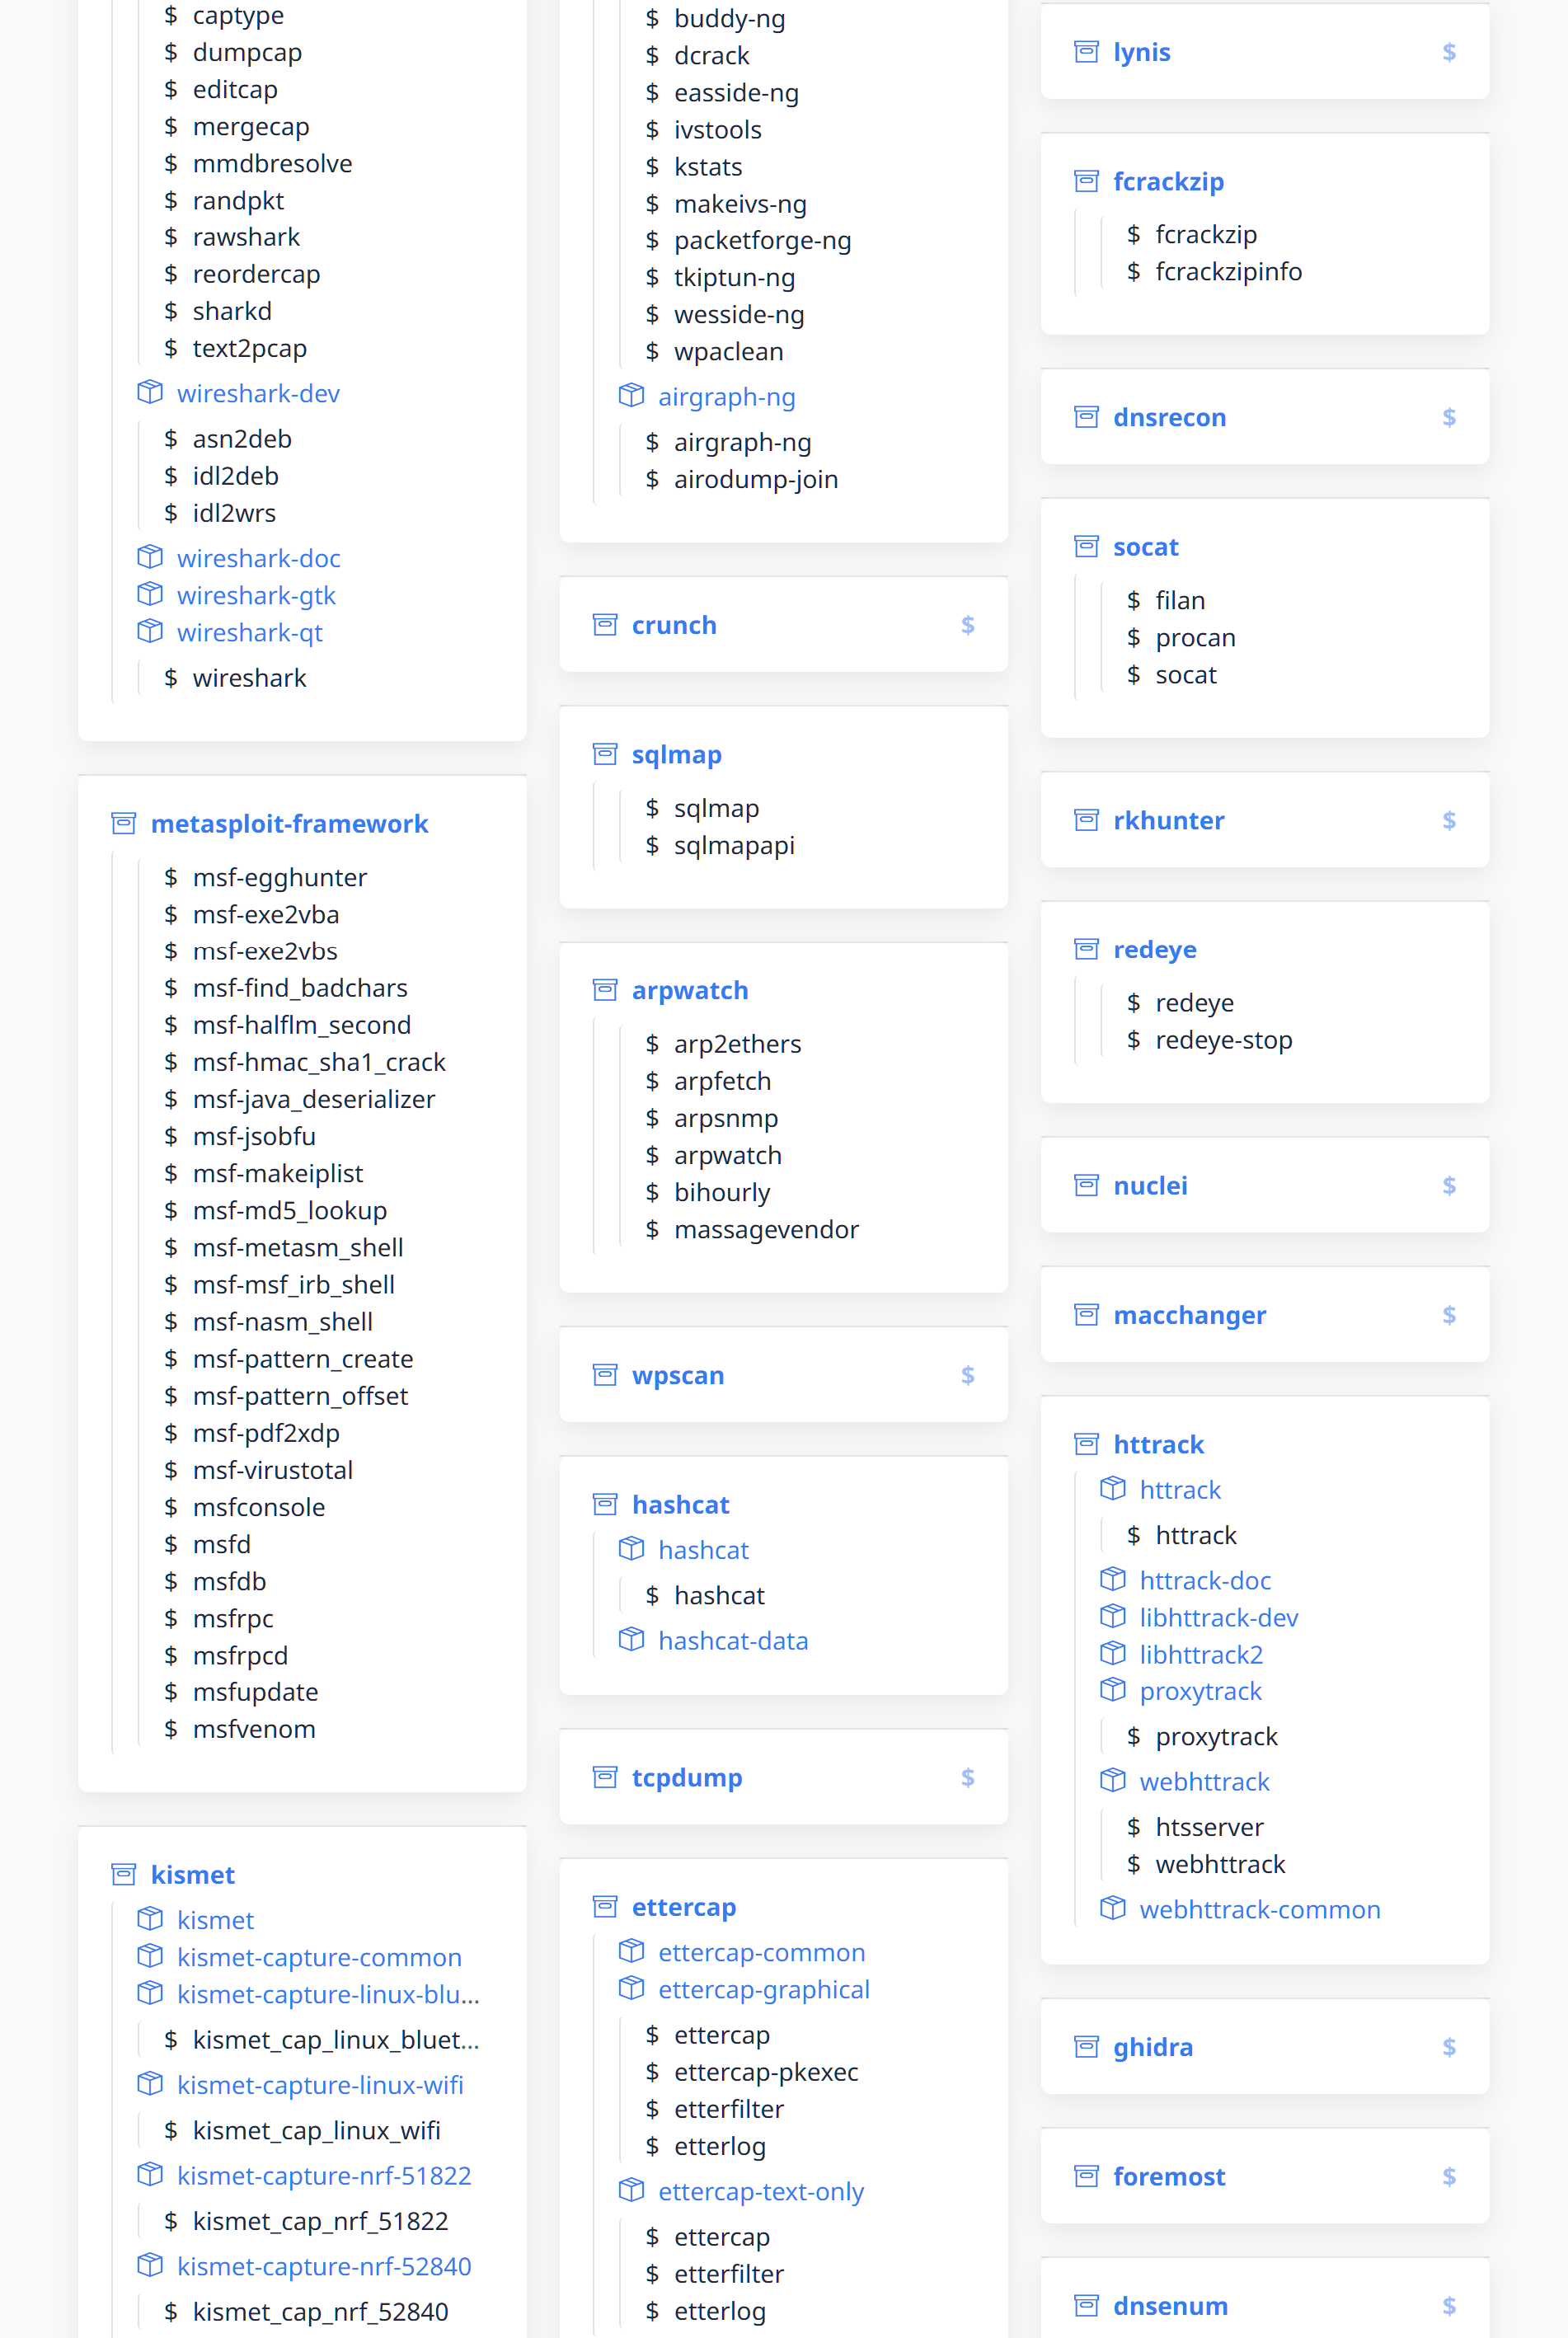 $ captype
$ dumpcap
$ editcap
$ mergecap
$ mmdbresolve
$ randpkt
$ rawshark
$ reordercap
$ sharkd
$ text2pcap
wireshark-dev
$ asn2deb
$ idl2deb
$ idl2wrs
wireshark-doc
wireshark-gtk
wireshark-qt
$ wireshark
metasploit-framework
$ msf-egghunter
$ msf-exe2vba
$ msf-exe2vbs
$ msf-find_badchars
$ msf-halflm_second
$ msf-hmac_sha1_crack
$ msf-java_deserializer
$ msf-jsobfu
$ msf-makeiplist
$ msf-md5_lookup
$ msf-metasm_shell
$ msf-msf_irb_shell
$ msf-nasm_shell
$ msf-pattern_create
$ msf-pattern_offset
$ msf-pdf2xdp
$ msf-virustotal
$ msfconsole
$ msfd
$ msfdb
$ msfrpc
$ msfrpcd
$ msfupdate
$ msfvenom
kismet
kismet
kismet-capture-common
kismet-capture-linux-blu...
$ kismet_cap_linux_bluet...
kismet-capture-linux-wifi
$ kismet_cap_linux_wifi
kismet-capture-nrf-51822
$ kismet_cap_nrf_51822
kismet-capture-nrf-52840
$ kismet_cap_nrf_52840
$ buddy-ng
$ dcrack
$ easside-ng
$ ivstools
$ kstats
$ makeivs-ng
$ packetforge-ng
$ tkiptun-ng
$ wesside-ng
$ wpaclean
airgraph-ng
$ airgraph-ng
$ airodump-join
crunch $
sqlmap
$ sqlmap
$ sqlmapapi
arpwatch
$ arp2ethers
$ arpfetch
$ arpsnmp
$ arpwatch
$ bihourly
$ massagevendor
wpscan $
hashcat
hashcat
$ hashcat
hashcat-data
tcpdump $
ettercap
ettercap-common
ettercap-graphical
$ ettercap
$ ettercap-pkexec
$ etterfilter
$ etterlog
ettercap-text-only
$ ettercap
$ etterfilter
$ etterlog
lynis $
fcrackzip
$ fcrackzip
$ fcrackzipinfo
dnsrecon $
socat
$ filan
$ procan
$ socat
rkhunter $
redeye
$ redeye
$ redeye-stop
nuclei $
macchanger $
httrack
httrack
$ httrack
httrack-doc
libhttrack-dev
libhttrack2
proxytrack
$ proxytrack
webhttrack
$ htsserver
$ webhttrack
webhttrack-common
ghidra $
foremost $
dnsenum $